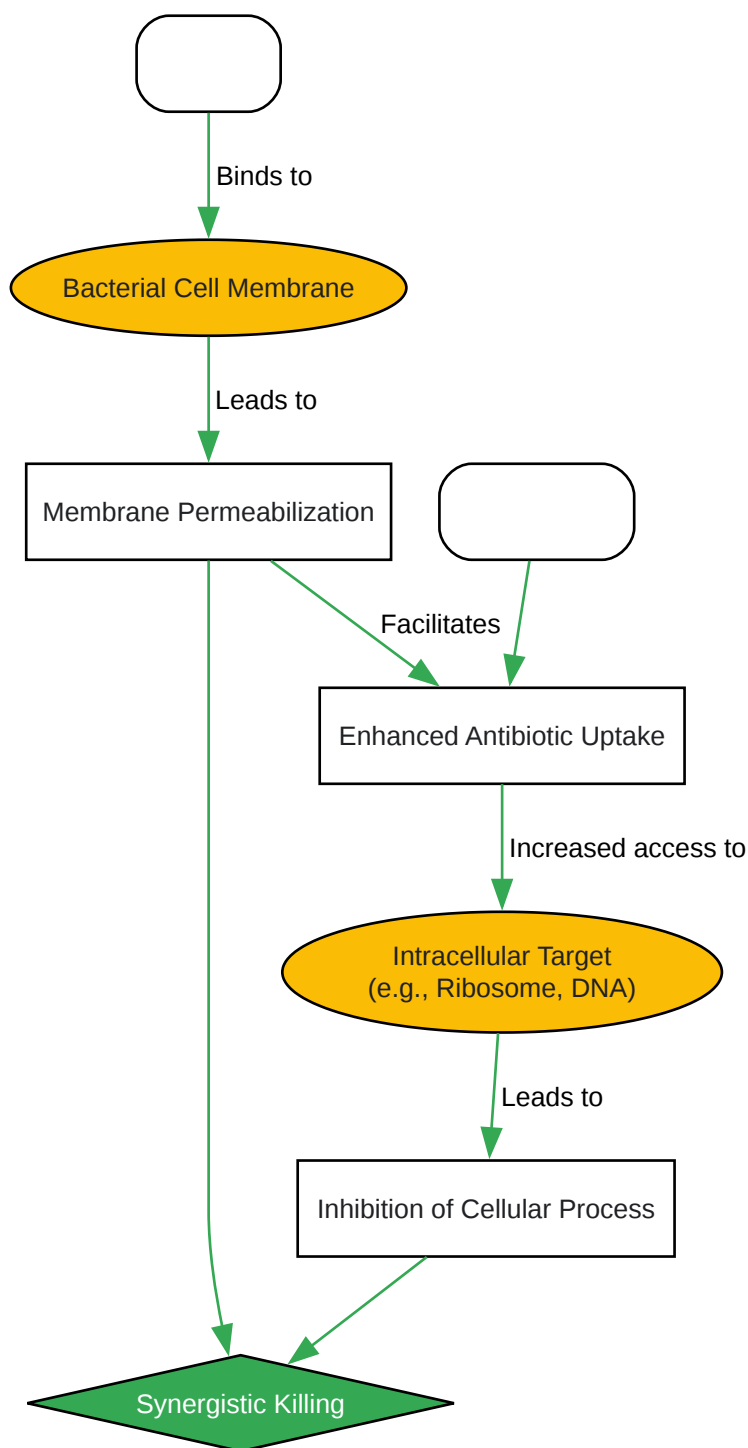 Binds to
Bacterial Cell Membrane
Leads to
Membrane Permeabilization
Facilitates
Enhanced Antibiotic Uptake
Increased access to
Intracellular Target
(e.g., Ribosome, DNA)
Leads to
Inhibition of Cellular Process
Synergistic Killing